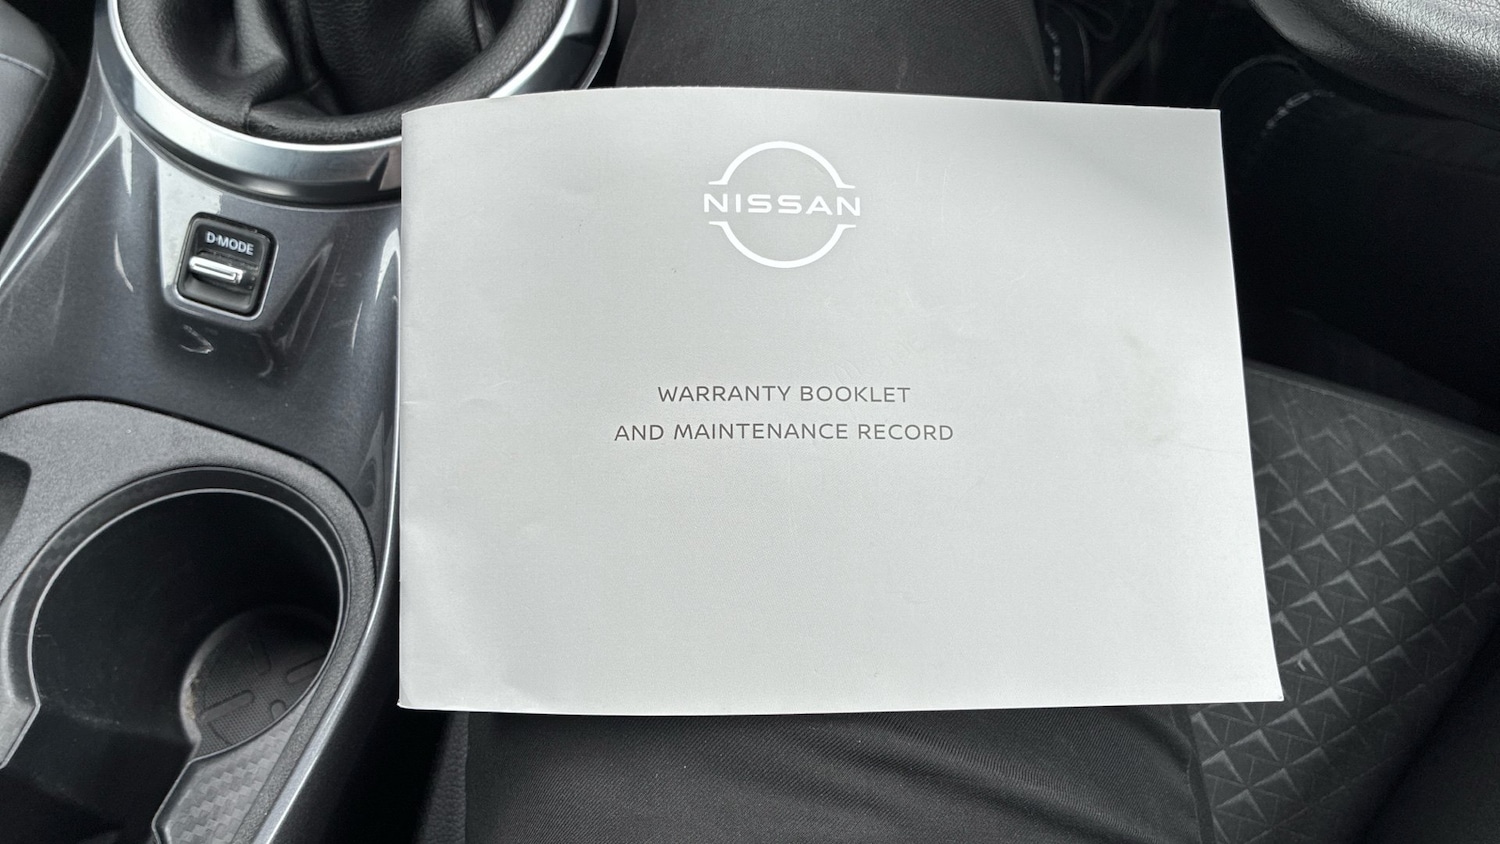 NISSAN
WARRANTY BOOKLET
AND MAINTENANCE RECORD
D-MODE